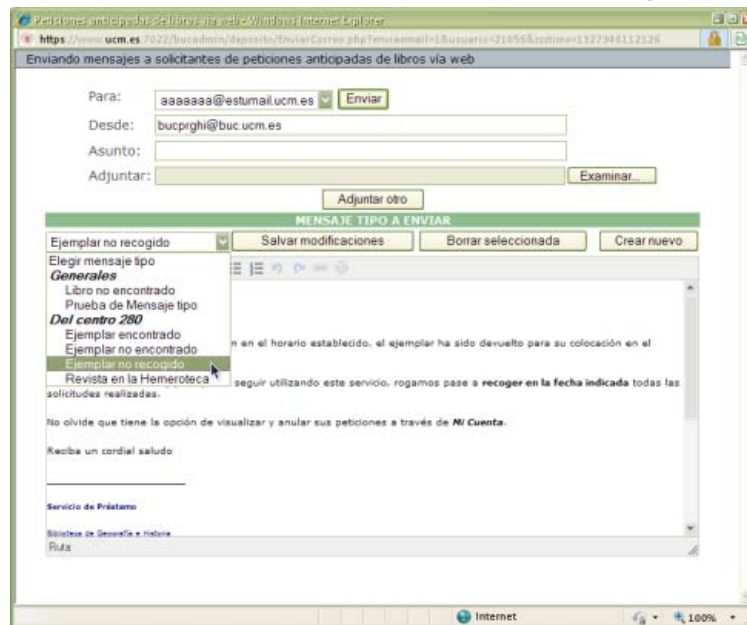 Peticiones anticipadas de libros vía web - Windows Internet Explorer
https://www.ucm.es:7022/bucadmin/deposito/EnviarCorreo.php?enviaemail=1&usuario=21056&zztime=1327346112126
Enviando mensajes a solicitantes de peticiones anticipadas de libros vía web
Para: aaaaaaa@estumail.ucm.es Enviar
Desde: bucprghi@buc.ucm.es
Asunto:
Adjuntar: Examinar...
Adjuntar otro
MENSAJE TIPO A ENVIAR
Ejemplar no recogido Salvar modificaciones Borrar seleccionada Crear nuevo
Elegir mensaje tipo
Generales
Libro no encontrado
Prueba de Mensaje tipo
Del centro 280
Ejemplar encontrado
Ejemplar no encontrado
n en el horario establecido, el ejemplar ha sido devuelto para su colocación en el
Ejemplar no recogido
Revista en la Hemeroteca
seguir utilizando este servicio, rogamos pase a recoger en la fecha indicada todas las
solicitudes realizadas.
No olvide que tiene la opción de visualizar y anular sus peticiones a través de Mi Cuenta.
Reciba un cordial saludo
Servicio de Préstamo
Biblioteca de Geografía e Historia
Ruta:
Internet 100%